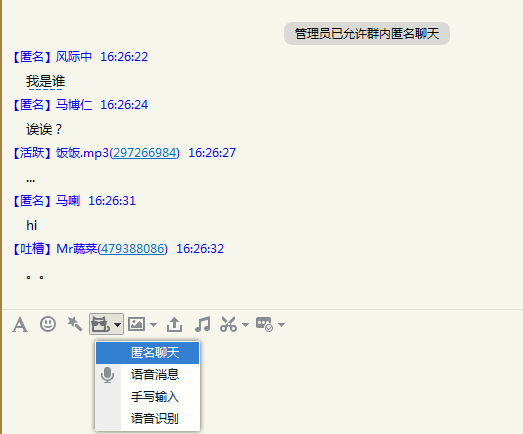 管理员已允许群内匿名聊天
【匿名】风际中 16:26:22
我是谁
【匿名】马博仁 16:26:24
诶诶？
【活跃】饭饭.mp3(297266984) 16:26:27
...
【匿名】马喇 16:26:31
hi
【吐槽】Mr蔬菜(479388086) 16:26:32
。。
匿名聊天
语音消息
手写输入
语音识别